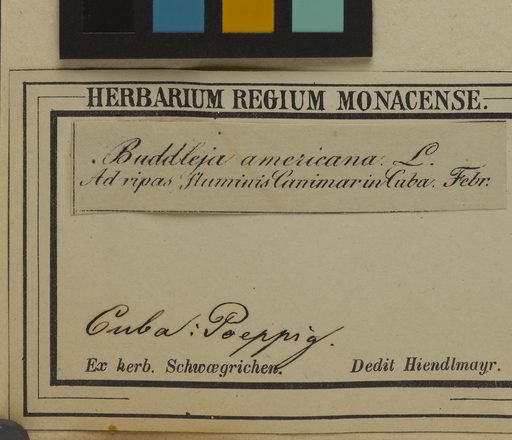 HERBARIUM REGIUM MONACENSE.
Buddleja americana. L.
Ad ripas fluminis Canimar in Cuba. Febr.
Cuba: Poeppig.
Ex herb. Schwægrichen. Dedit Hiendlmayr.